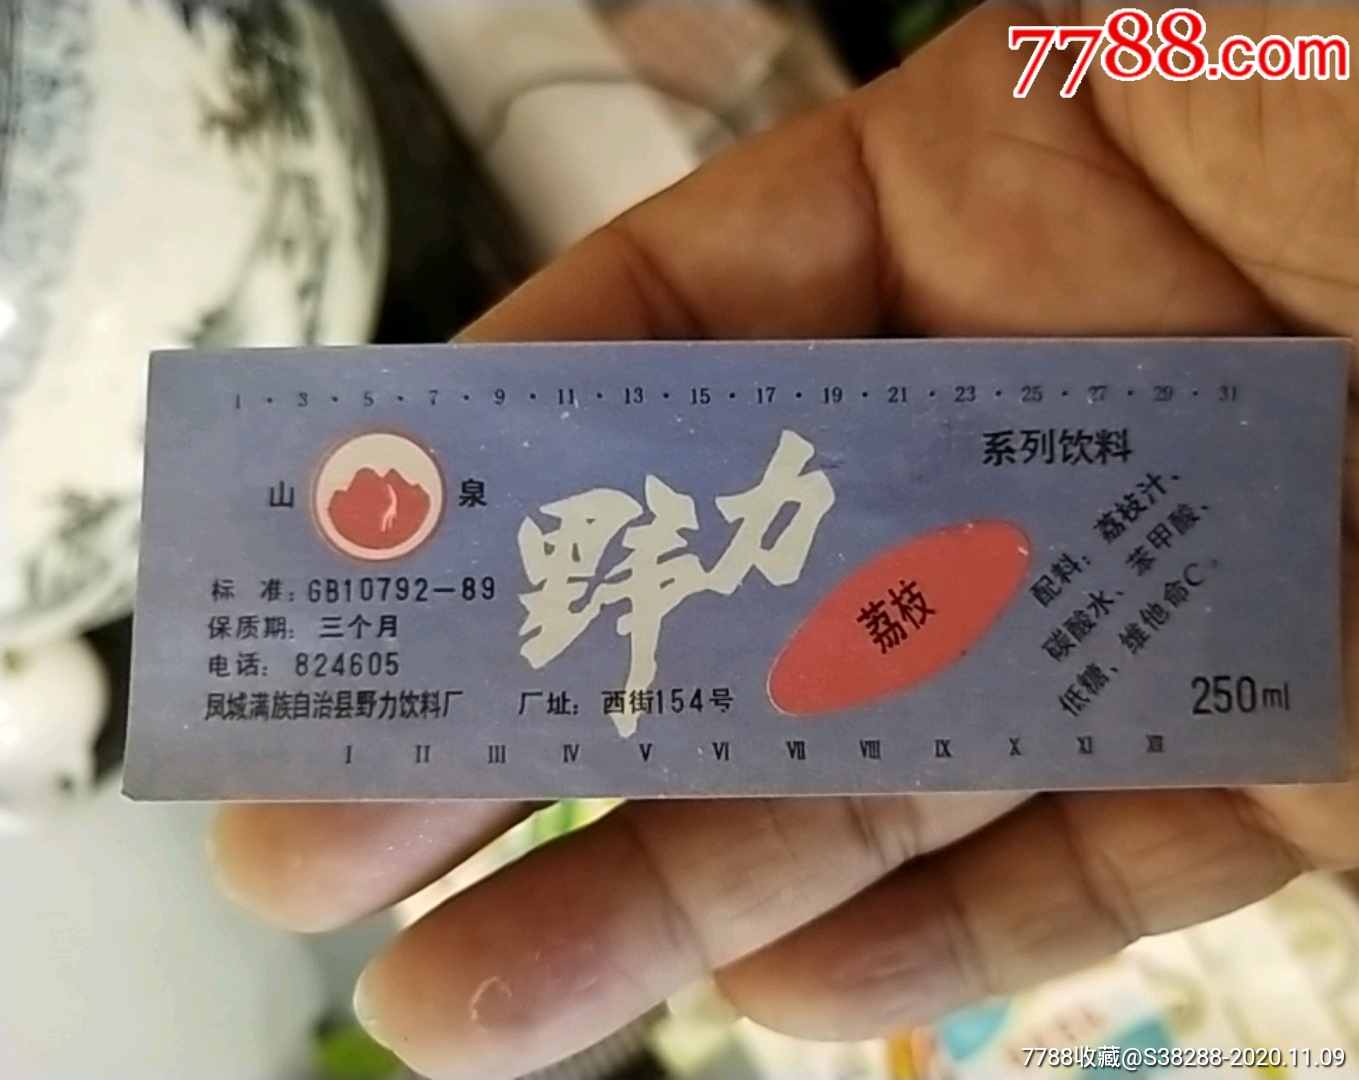 7788.com
1 · 3 · 5 · 7 · 9 · 11 · 13 · 15 · 17 · 19 · 21 · 23 · 25 · 27 · 29 · 31
山 泉
野力
系列饮料
荔枝
配料：荔枝汁、
碳酸水、苯甲酸、
低糖、维他命C。
标 准：GB10792-89
保质期：三个月
电话：824605
凤城满族自治县野力饮料厂 厂址：西街154号
250ml
I II III IV V VI VII VIII IX X XI XII
7788收藏@S38288-2020.11.09